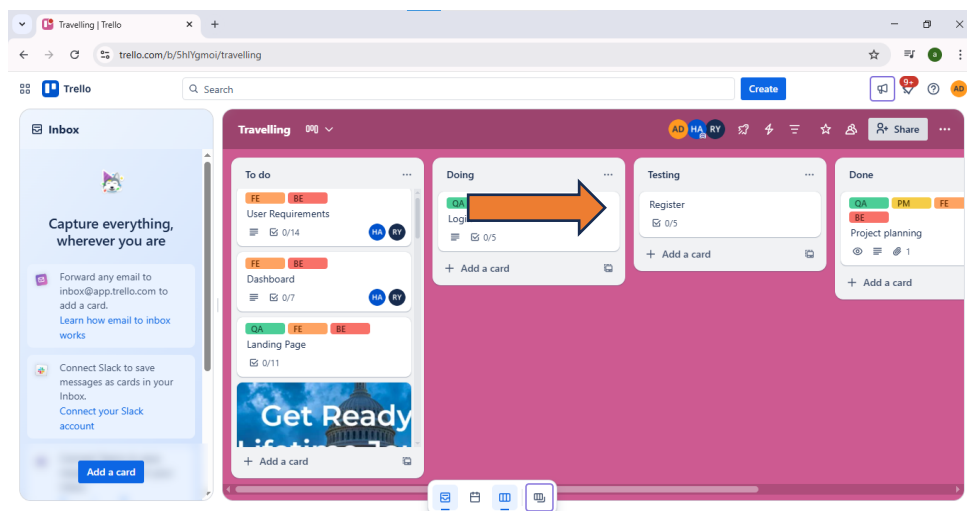 Travelling | Trello
trello.com/b/5hlYgmoi/travelling
a
Trello
Search
Create
9+
AD
Inbox
Capture everything,
wherever you are
Forward any email to
inbox@app.trello.com to
add a card.
Learn how email to inbox
works
Connect Slack to save
messages as cards in your
Inbox.
Connect your Slack
account
Add a card
Travelling
AD HA RY
Share
To do
FE BE
User Requirements
0/14
HA RY
FE BE
Dashboard
0/7
HA RY
QA FE BE
Landing Page
0/11
Get Ready
+ Add a card
Doing
QA
0/5
+ Add a card
Testing
Register
0/5
+ Add a card
Done
QA PM FE
BE
Project planning
1
+ Add a card